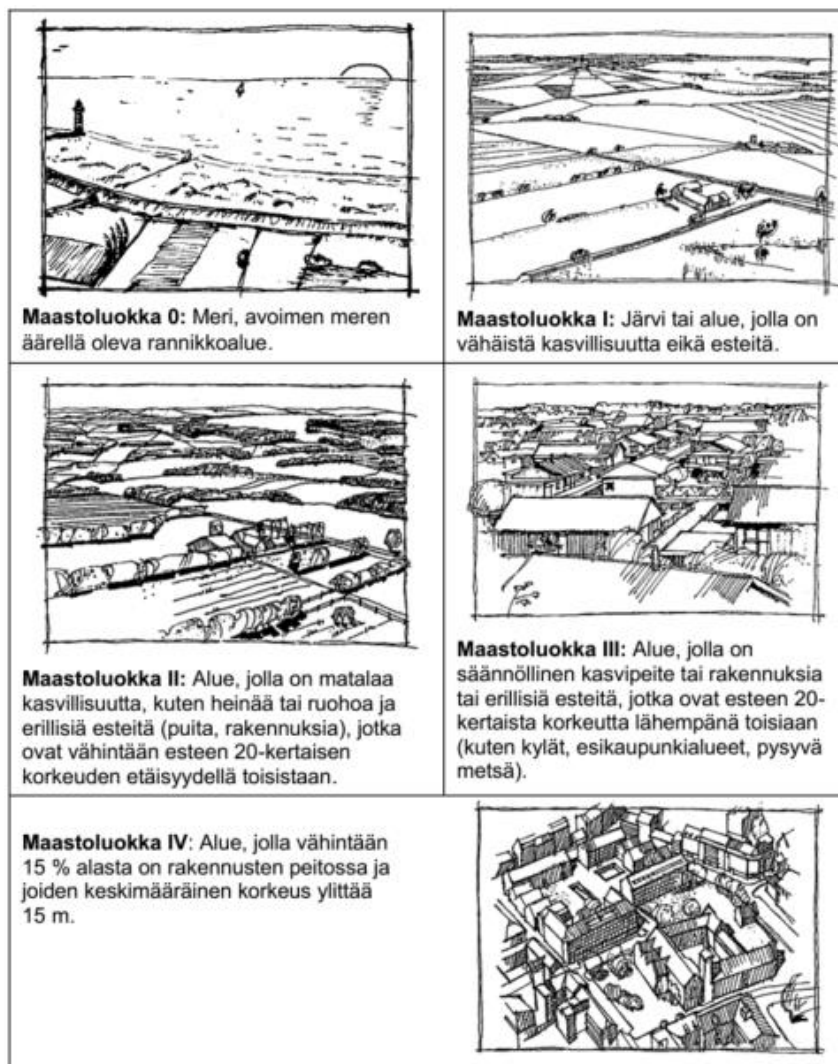 Maastoluokka 0: Meri, avoimen meren
äärellä oleva rannikkoalue.
Maastoluokka I: Järvi tai alue, jolla on
vähäistä kasvillisuutta eikä esteitä.
Maastoluokka II: Alue, jolla on matalaa
kasvillisuutta, kuten heinää tai ruohoa ja
erillisiä esteitä (puita, rakennuksia), jotka
ovat vähintään esteen 20-kertaisen
korkeuden etäisyydellä toisistaan.
Maastoluokka III: Alue, jolla on
säännöllinen kasvipeite tai rakennuksia
tai erillisiä esteitä, jotka ovat esteen 20-
kertaista korkeutta lähempänä toisiaan
(kuten kylät, esikaupunkialueet, pysyvä
metsä).
Maastoluokka IV: Alue, jolla vähintään
15 % alasta on rakennusten peitossa ja
joiden keskimääräinen korkeus ylittää
15 m.